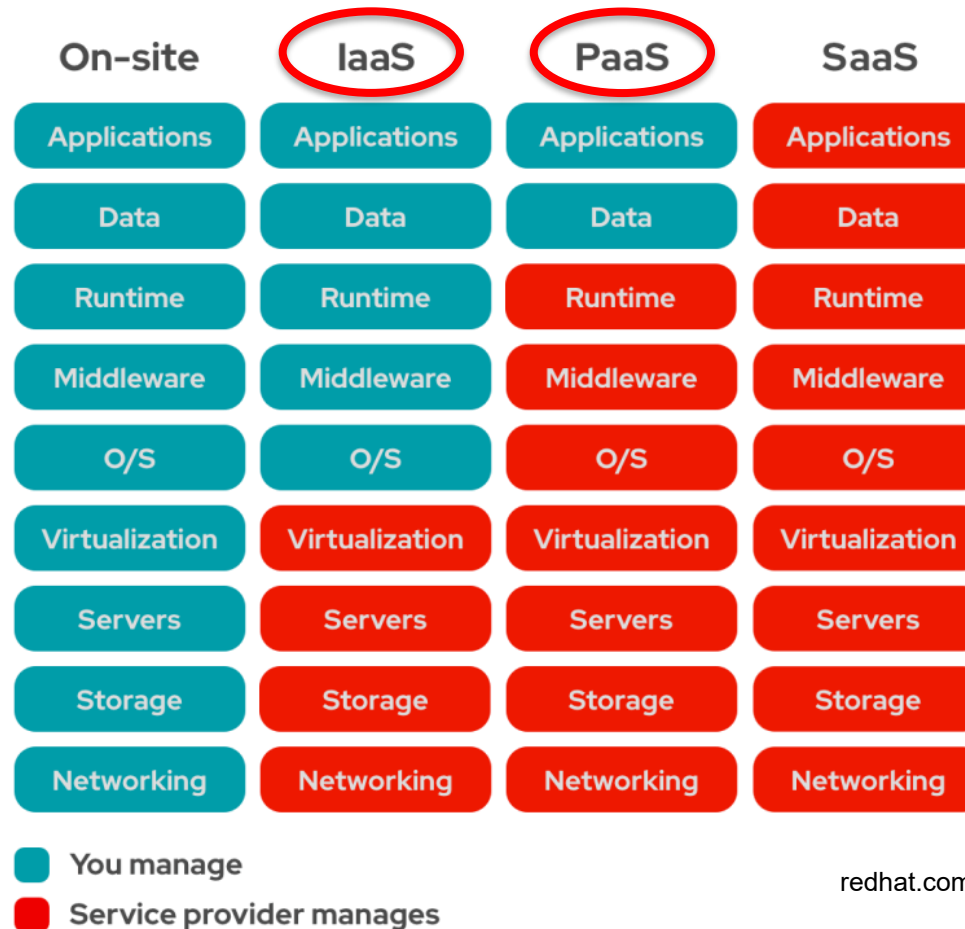 On-site IaaS PaaS SaaS
Applications Applications Applications Applications
Data Data Data Data
Runtime Runtime Runtime Runtime
Middleware Middleware Middleware Middleware
O/S O/S O/S O/S
Virtualization Virtualization Virtualization Virtualization
Servers Servers Servers Servers
Storage Storage Storage Storage
Networking Networking Networking Networking
You manage
redhat.com
Service provider manages